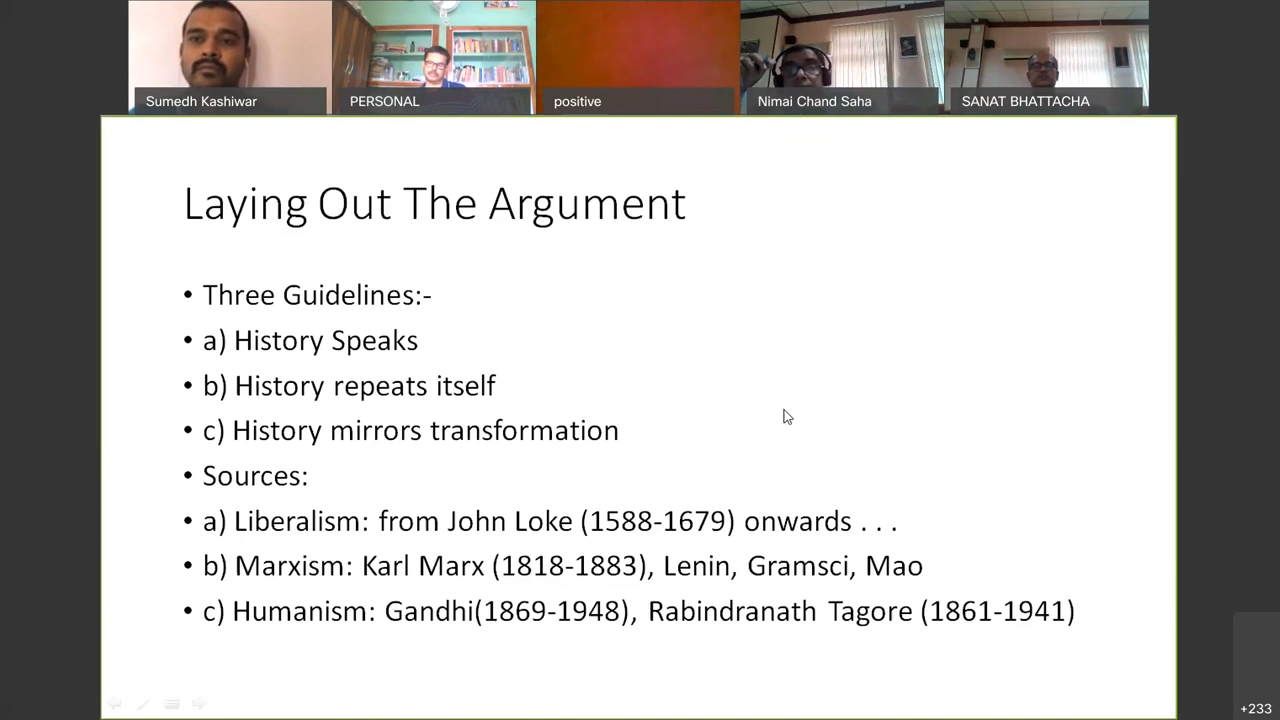 Sumedh Kashiwar
PERSONAL
positive
Nimai Chand Saha
SANAT BHATTACHA
Laying Out The Argument
• Three Guidelines:-
• a) History Speaks
• b) History repeats itself
• c) History mirrors transformation
• Sources:
• a) Liberalism: from John Loke (1588-1679) onwards . . .
• b) Marxism: Karl Marx (1818-1883), Lenin, Gramsci, Mao
• c) Humanism: Gandhi(1869-1948), Rabindranath Tagore (1861-1941)
+233